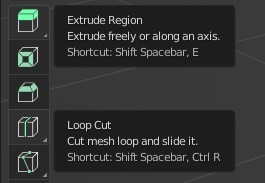 Extrude Region
Extrude freely or along an axis.
Shortcut: Shift Spacebar, E
Loop Cut
Cut mesh loop and slide it.
Shortcut: Shift Spacebar, Ctrl R